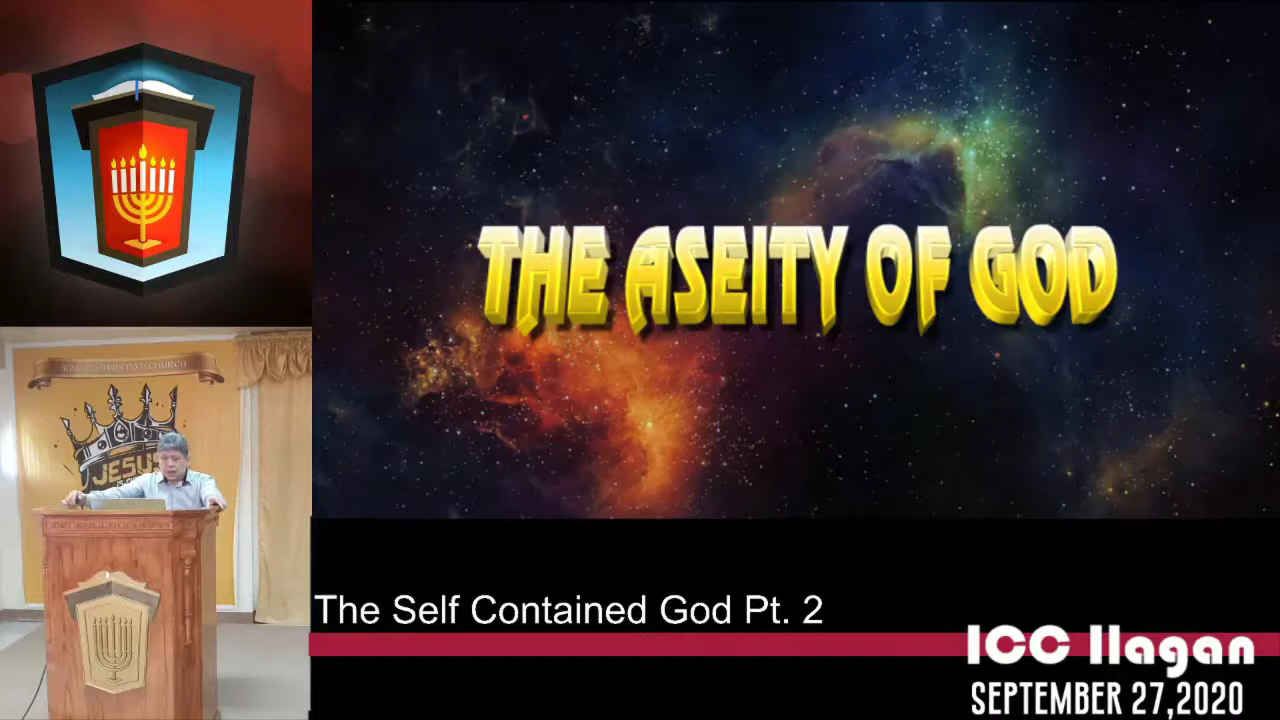 THE ASEITY OF GOD
JESUS
The Self Contained God Pt. 2
ICC Ilagan
SEPTEMBER 27,2020